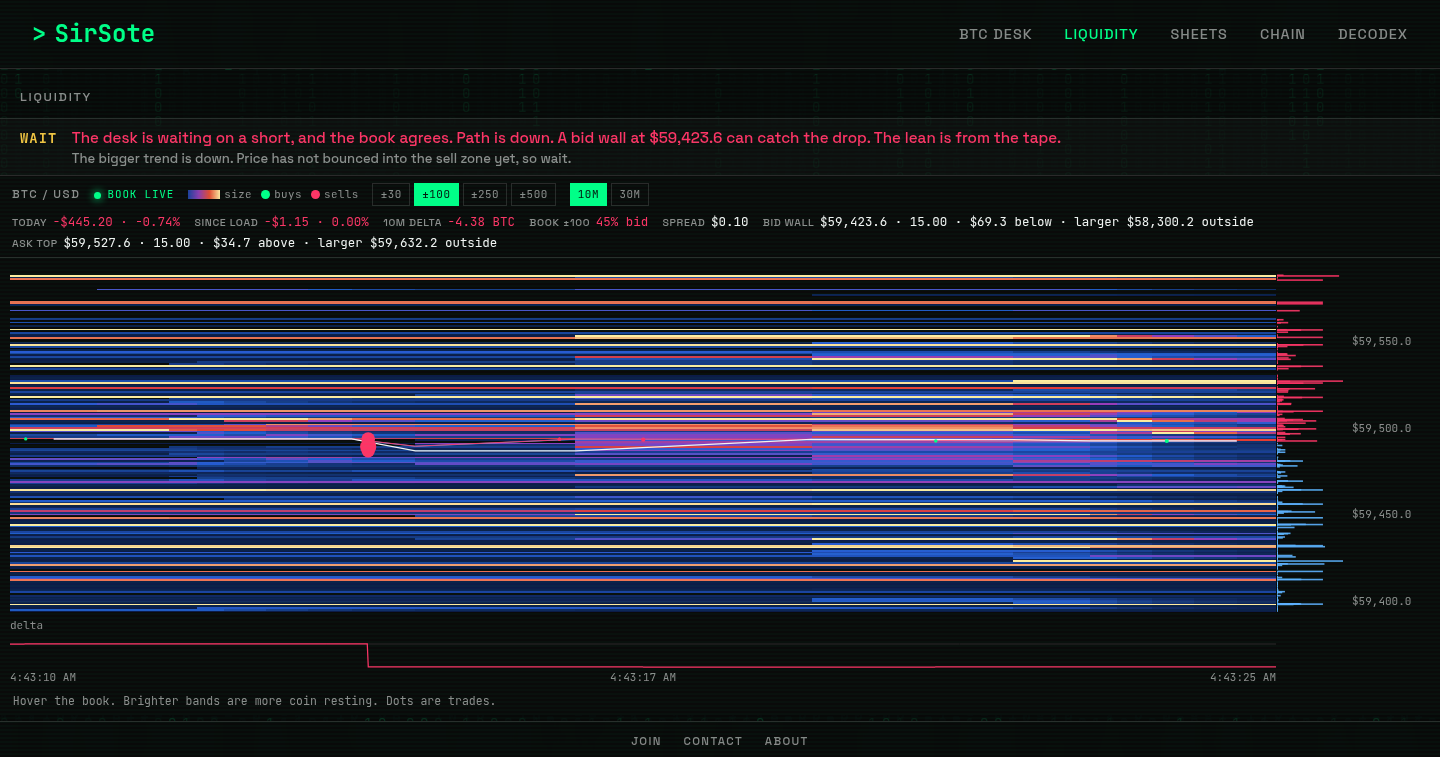 > SirSote
BTC DESK LIQUIDITY SHEETS CHAIN DECODEX
LIQUIDITY
WAIT The desk is waiting on a short, and the book agrees. Path is down. A bid wall at $59,423.6 can catch the drop. The lean is from the tape.
The bigger trend is down. Price has not bounced into the sell zone yet, so wait.
BTC / USD BOOK LIVE size buys sells ±30 ±100 ±250 ±500 10M 30M
TODAY -$445.20 · -0.74% SINCE LOAD -$1.15 · 0.00% 10M DELTA -4.38 BTC BOOK ±100 45% bid SPREAD $0.10 BID WALL $59,423.6 · 15.00 · $69.3 below · larger $58,300.2 outside
ASK TOP $59,527.6 · 15.00 · $34.7 above · larger $59,632.2 outside
$59,550.0
$59,500.0
$59,450.0
$59,400.0
delta
4:43:10 AM 4:43:17 AM 4:43:25 AM
Hover the book. Brighter bands are more coin resting. Dots are trades.
JOIN CONTACT ABOUT